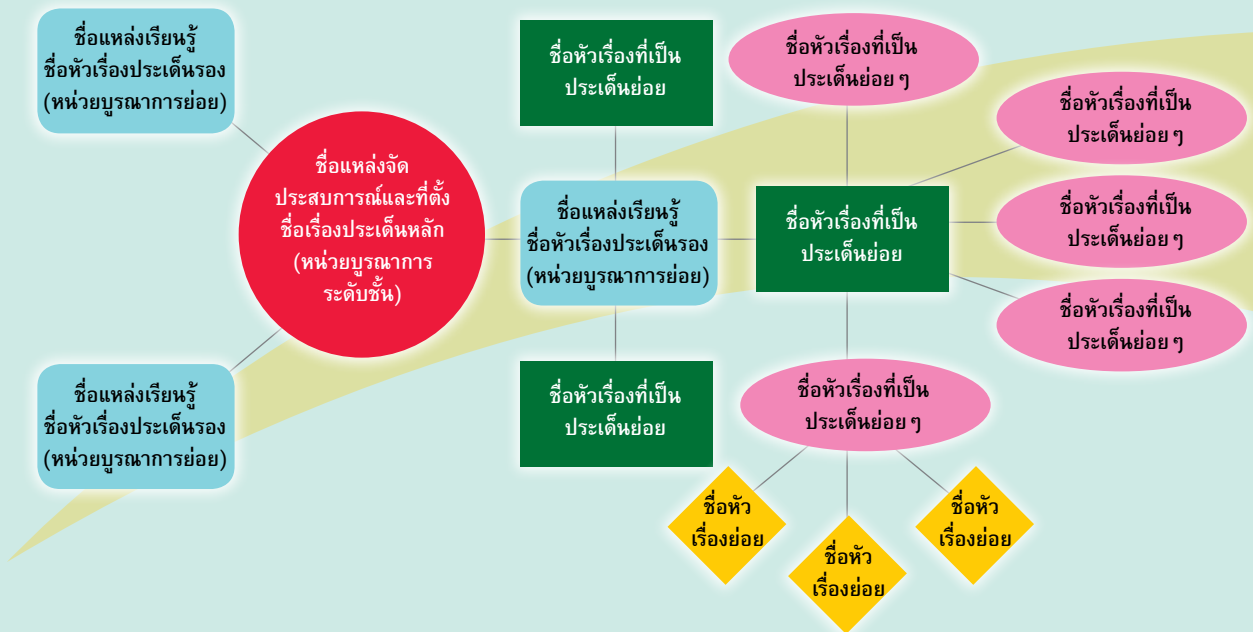 ชื่อแหล่งเรียนรู้
ชื่อหัวเรื่องประเด็นรอง
(หน่วยบูรณาการย่อย)
ชื่อแหล่งจัด
ประสบการณ์และที่ตั้ง
ชื่อเรื่องประเด็นหลัก
(หน่วยบูรณาการ
ระดับชั้น)
ชื่อแหล่งเรียนรู้
ชื่อหัวเรื่องประเด็นรอง
(หน่วยบูรณาการย่อย)
ชื่อหัวเรื่องที่เป็น
ประเด็นย่อย
ชื่อแหล่งเรียนรู้
ชื่อหัวเรื่องประเด็นรอง
(หน่วยบูรณาการย่อย)
ชื่อหัวเรื่องที่เป็น
ประเด็นย่อย
ชื่อหัวเรื่องที่เป็น
ประเด็นย่อย ๆ
ชื่อหัวเรื่องที่เป็น
ประเด็นย่อย
ชื่อหัวเรื่องที่เป็น
ประเด็นย่อย ๆ
ชื่อหัวเรื่องที่เป็น
ประเด็นย่อย ๆ
ชื่อหัวเรื่องที่เป็น
ประเด็นย่อย ๆ
ชื่อหัวเรื่องที่เป็น
ประเด็นย่อย ๆ
ชื่อหัว
เรื่องย่อย
ชื่อหัว
เรื่องย่อย
ชื่อหัว
เรื่องย่อย